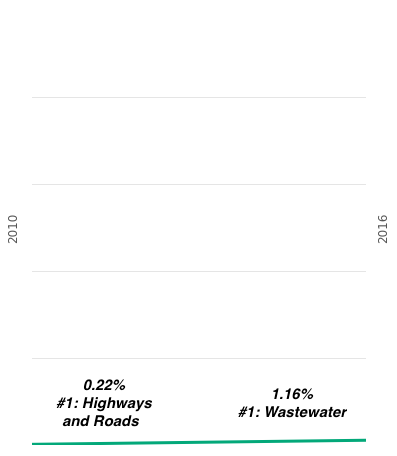 2010
2016
0.22%
#1: Highways
and Roads
1.16%
#1: Wastewater